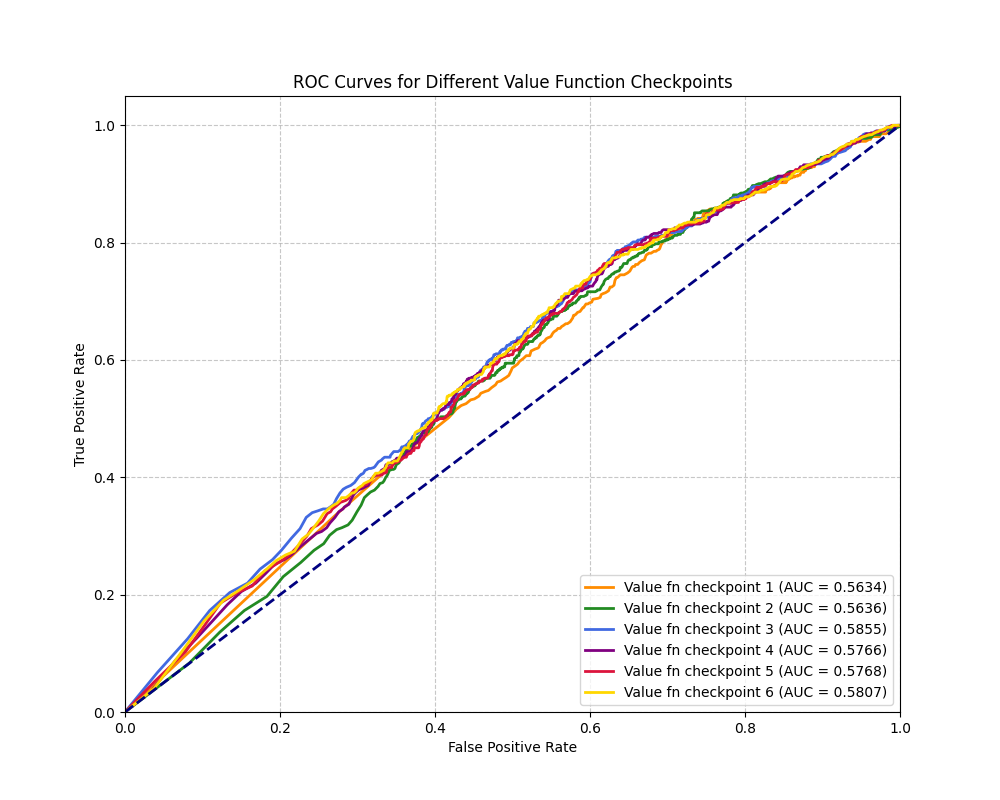 ROC Curves for Different Value Function Checkpoints
True Positive Rate
1.0
0.8
0.6
0.4
0.2
0.0
Value fn checkpoint 1 (AUC = 0.5634)
Value fn checkpoint 2 (AUC = 0.5636)
Value fn checkpoint 3 (AUC = 0.5855)
Value fn checkpoint 4 (AUC = 0.5766)
Value fn checkpoint 5 (AUC = 0.5768)
Value fn checkpoint 6 (AUC = 0.5807)
0.0 0.2 0.4 0.6 0.8 1.0
False Positive Rate